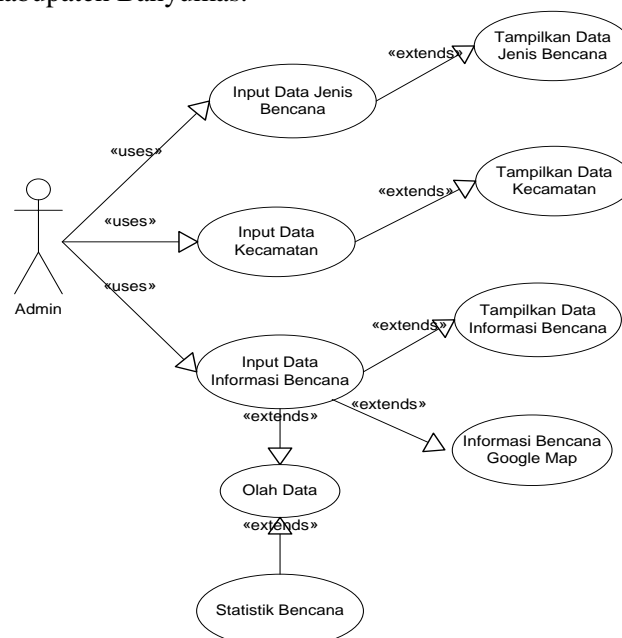 Kabupaten Banyumas.
Tampilkan Data
Jenis Bencana
«extends»
Input Data Jenis
Bencana
«uses»
Tampilkan Data
Kecamatan
«extends»
«uses»
Input Data
Kecamatan
«uses»
Admin
Tampilkan Data
Informasi Bencana
«extends»
Input Data
Informasi Bencana
«extends»
«extends»
Informasi Bencana
Google Map
Olah Data
«extends»
Statistik Bencana